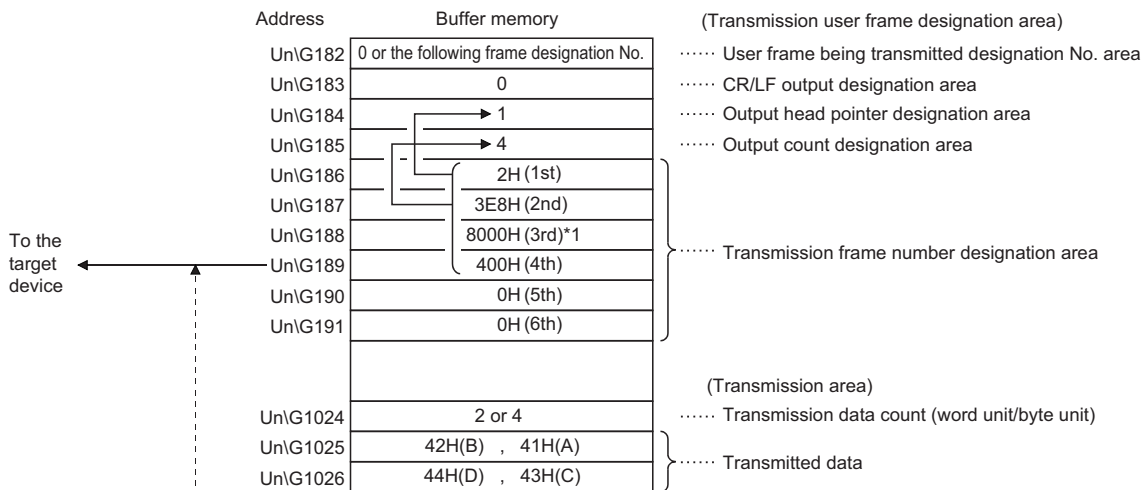 Address Buffer memory (Transmission user frame designation area)
Un\G182 0 or the following frame designation No. ······ User frame being transmitted designation No. area
Un\G183 0 ······ CR/LF output designation area
Un\G184 1 ······ Output head pointer designation area
Un\G185 4 ······ Output count designation area
Un\G186 2H (1st)
Un\G187 3E8H (2nd)
Un\G188 8000H (3rd)*1 ······ Transmission frame number designation area
To the
target
device
Un\G189 400H (4th)
Un\G190 0H (5th)
Un\G191 0H (6th)
(Transmission area)
Un\G1024 2 or 4 ······ Transmission data count (word unit/byte unit)
Un\G1025 42H(B) , 41H(A)
······ Transmitted data
Un\G1026 44H(D) , 43H(C)